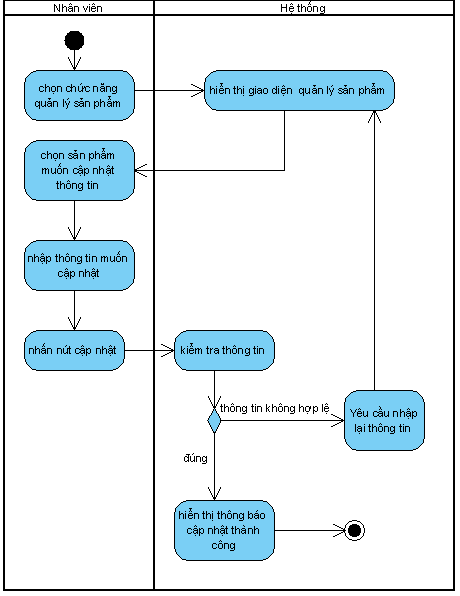 Nhân viên
Hệ thống
chọn chức năng
quản lý sản phẩm
hiển thị giao diện quản lý sản phẩm
chọn sản phẩm
muốn cập nhật
thông tin
nhập thông tin muốn
cập nhật
nhấn nút cập nhật
kiểm tra thông tin
thông tin không hợp lệ
Yêu cầu nhập
lại thông tin
đúng
hiển thị thông báo
cập nhật thành
công